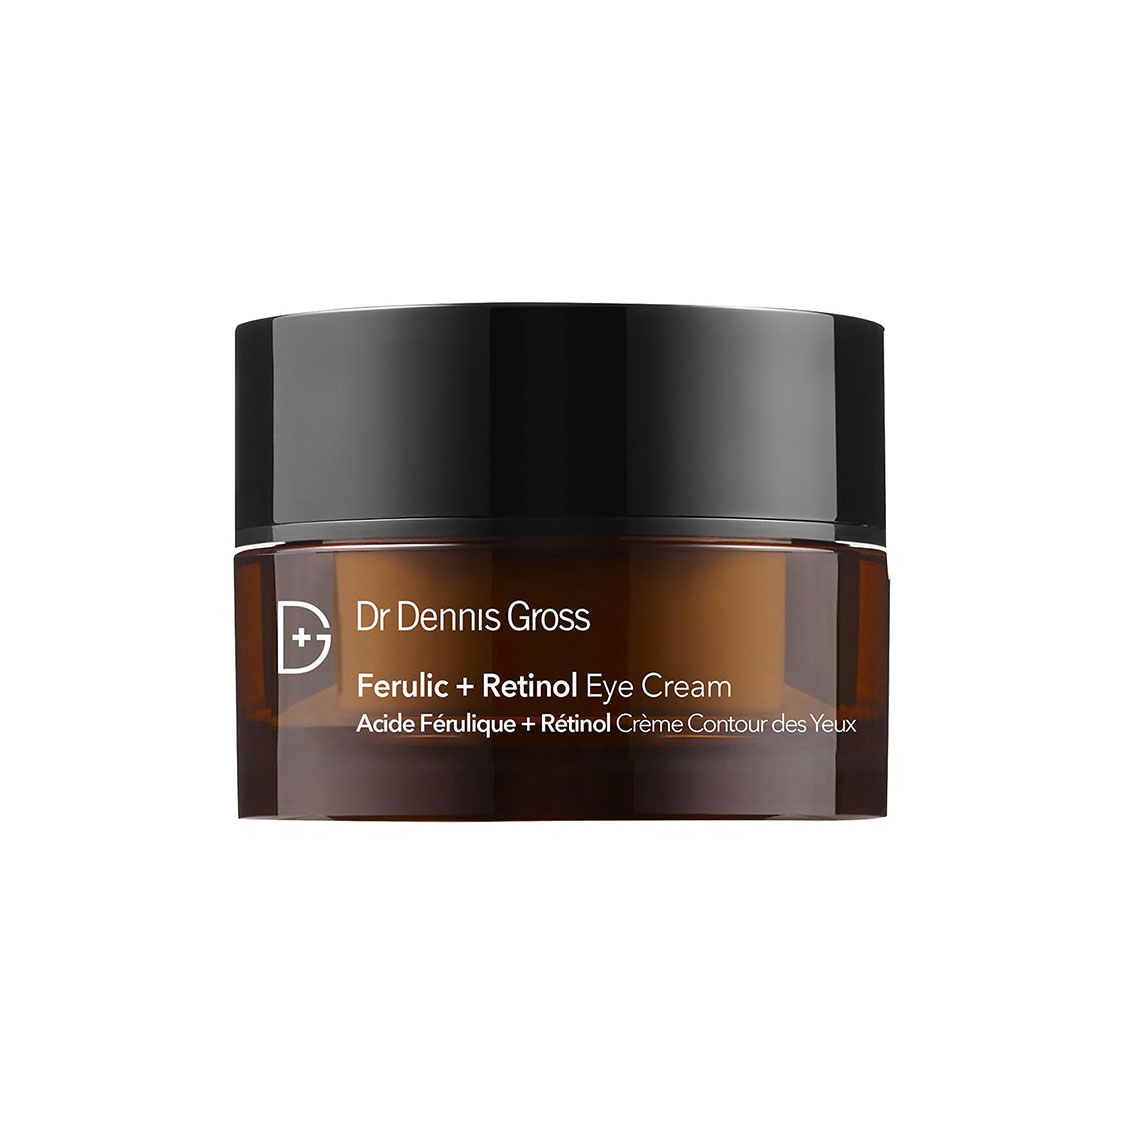 D+G
Dr Dennis Gross
Ferulic + Retinol Eye Cream
Acide Férulique + Rétinol Crème Contour des Yeux